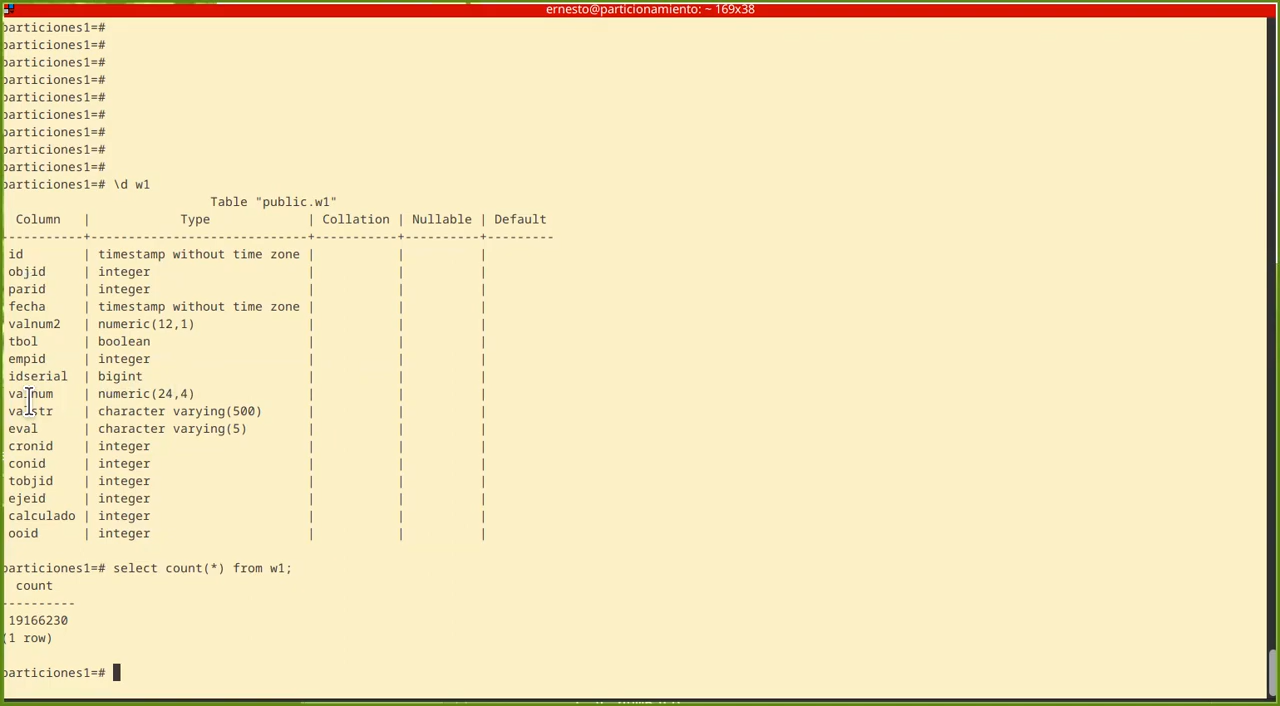 ernesto@particionamiento: ~ 169x38
particiones1=#
particiones1=#
particiones1=#
particiones1=#
particiones1=#
particiones1=#
particiones1=#
particiones1=#
particiones1=#
particiones1=# \d w1
Table "public.w1"
Column | Type | Collation | Nullable | Default
----------+-----------------------------+-----------+----------+---------
id | timestamp without time zone | | |
objid | integer | | |
parid | integer | | |
fecha | timestamp without time zone | | |
valnum2 | numeric(12,1) | | |
tbol | boolean | | |
empid | integer | | |
idserial | bigint | | |
valnum | numeric(24,4) | | |
valstr | character varying(500) | | |
eval | character varying(5) | | |
cronid | integer | | |
conid | integer | | |
tobjid | integer | | |
ejeid | integer | | |
calculado | integer | | |
ooid | integer | | |
particiones1=# select count(*) from w1;
count
----------
19166230
(1 row)
particiones1=#